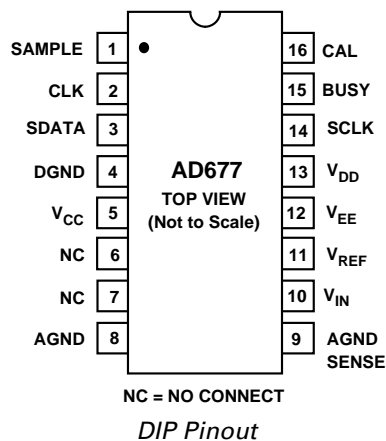 SAMPLE 1
CLK 2
SDATA 3
DGND 4
VCC 5
NC 6
NC 7
AGND 8
AD677
TOP VIEW
(Not to Scale)
16 CAL
15 BUSY
14 SCLK
13 VDD
12 VEE
11 VREF
10 VIN
9 AGND
SENSE
NC = NO CONNECT
DIP Pinout